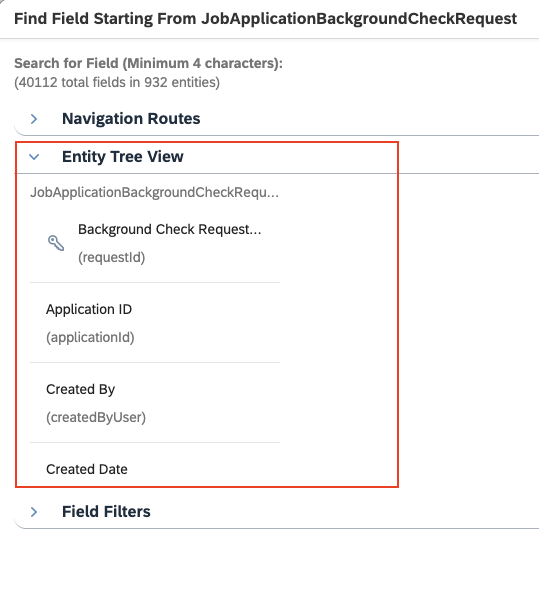 Find Field Starting From JobApplicationBackgroundCheckRequest
Search for Field (Minimum 4 characters):
(40112 total fields in 932 entities)
Navigation Routes
Entity Tree View
JobApplicationBackgroundCheckRequ...
Background Check Request...
(requestId)
Application ID
(applicationId)
Created By
(createdByUser)
Created Date
Field Filters